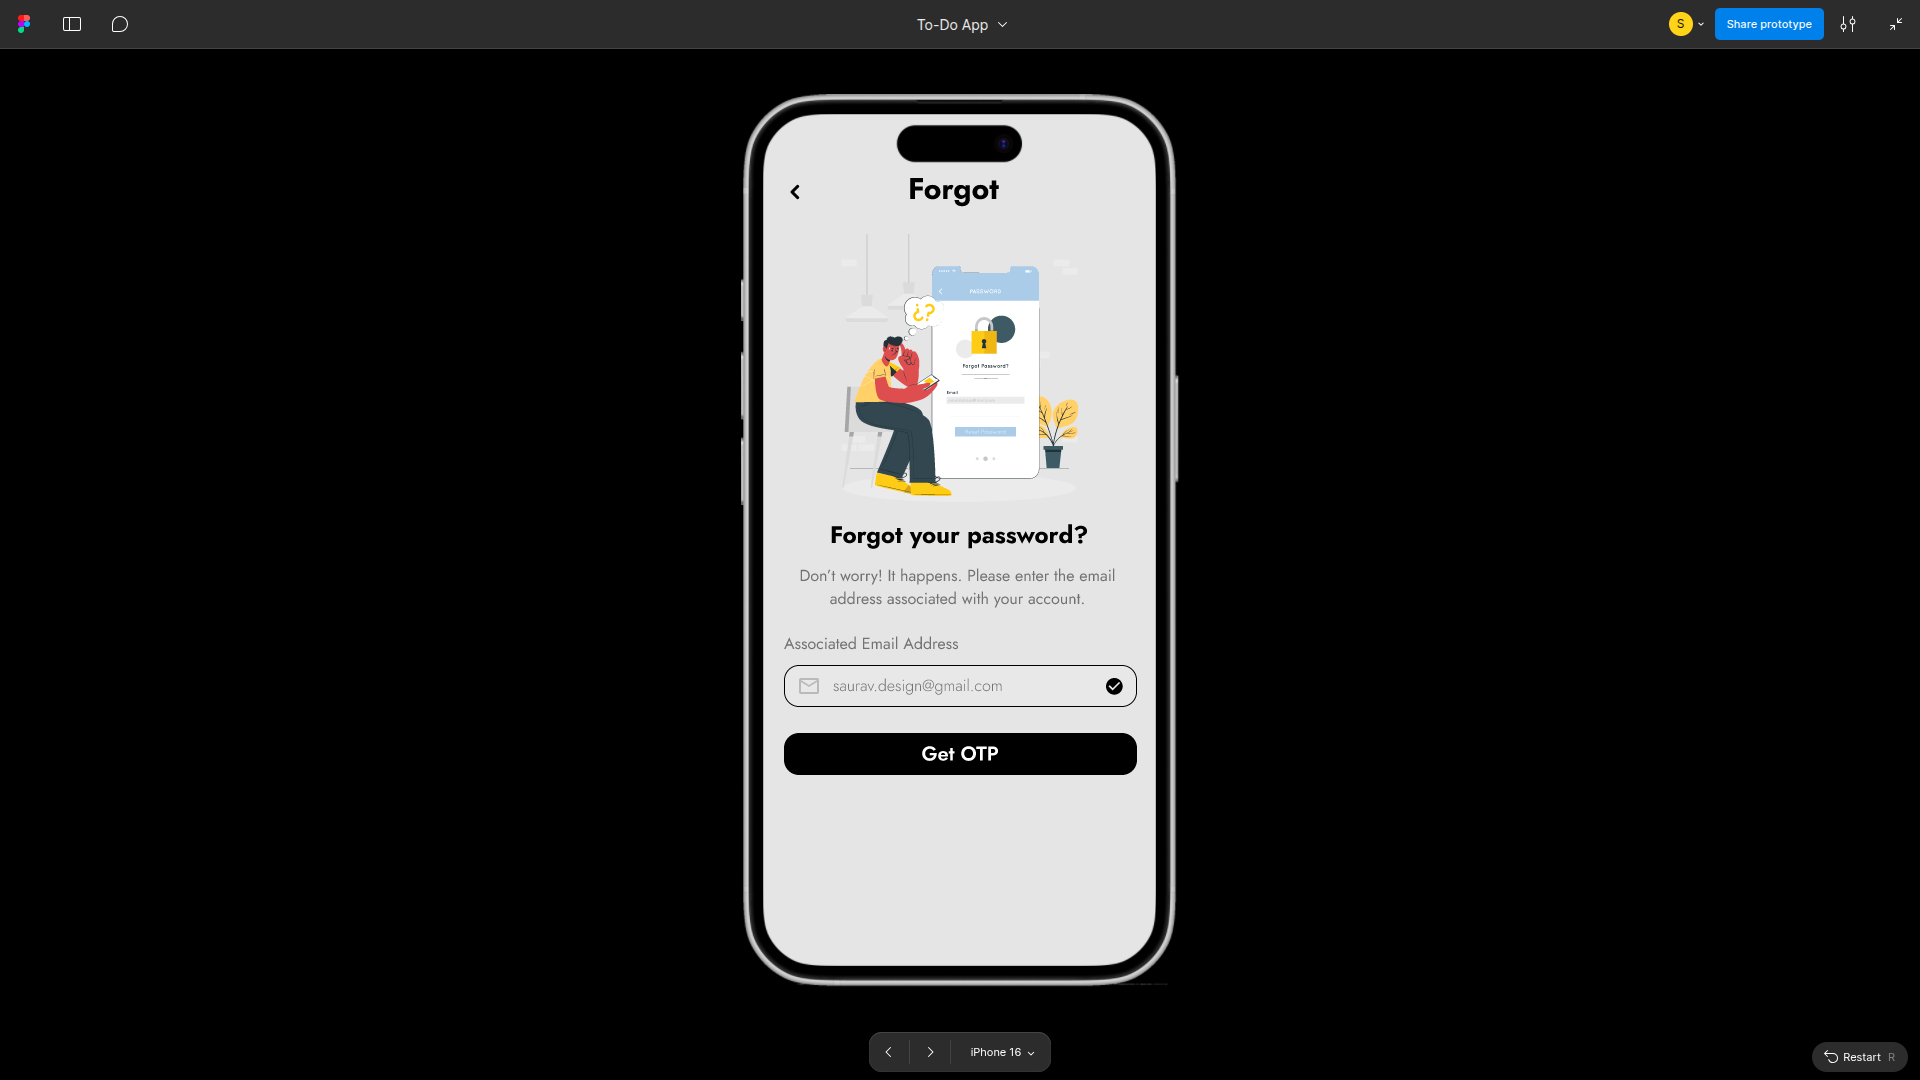 To-Do App
S
Share prototype
Forgot
PASSWORD
¿?
Forgot Password?
Email
Reset Password
Forgot your password?
Don't worry! It happens. Please enter the email
address associated with your account.
Associated Email Address
saurav.design@gmail.com
Get OTP
iPhone 16
Restart R